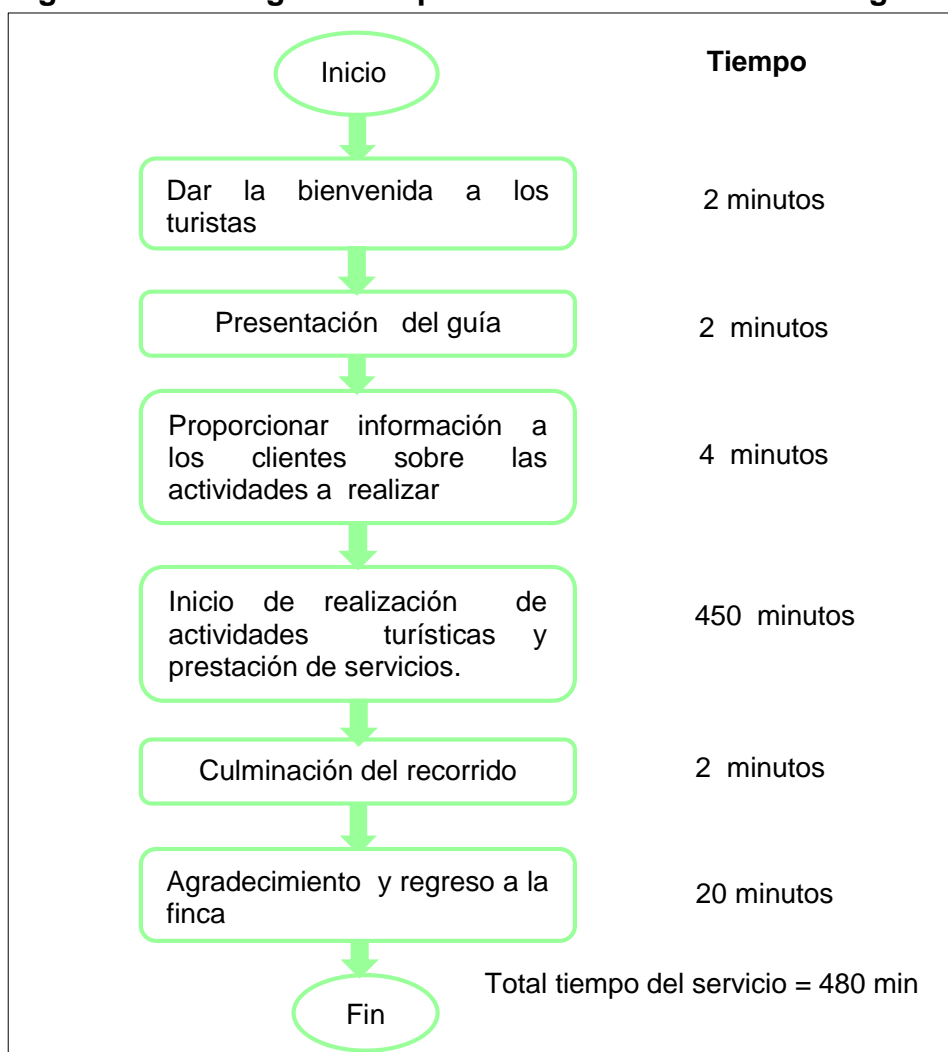 Inicio
Tiempo
Dar la bienvenida a los
turistas
2 minutos
Presentación del guía
2 minutos
Proporcionar información a
los clientes sobre las
actividades a realizar
4 minutos
Inicio de realización de
actividades turísticas y
prestación de servicios.
450 minutos
Culminación del recorrido
2 minutos
Agradecimiento y regreso a la
finca
20 minutos
Total tiempo del servicio = 480 min
Fin